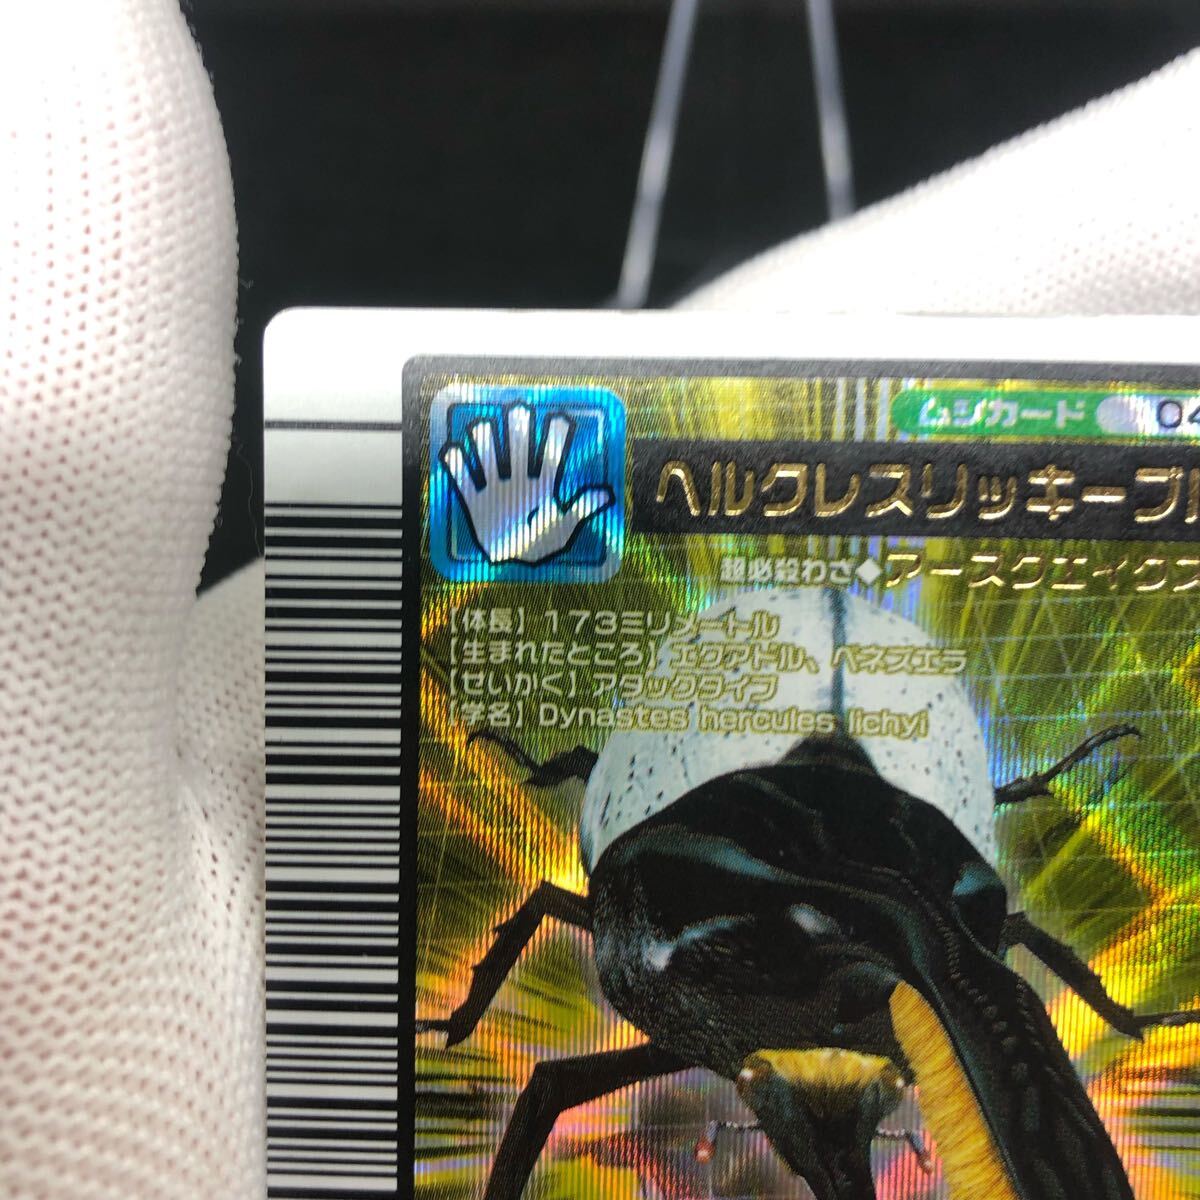 ムシカード 04
ヘルクレスリッキーブ
超必殺わざ◆アースクエイクス
【体長】173ミリメートル
【生まれたところ】エクアドル、ベネズエラ
【せいかく】アタックタイプ
【学名】Dynastes hercules lichyi